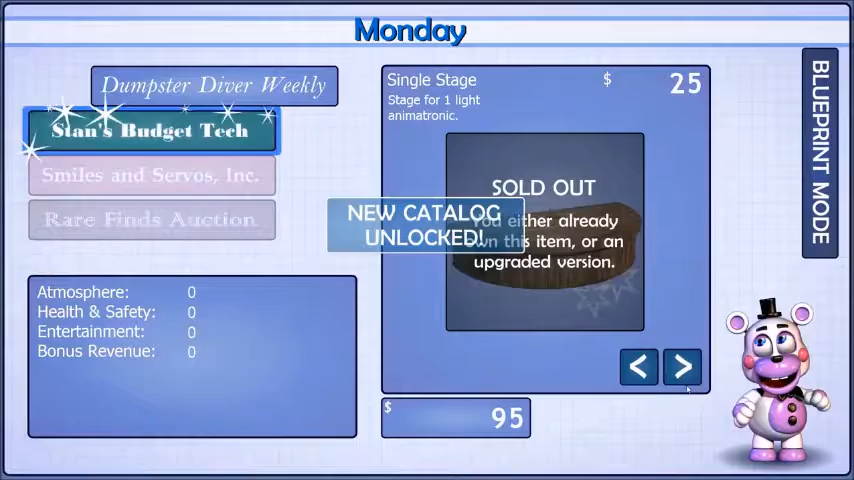 Monday
Dumpster Diver Weekly
Stan's Budget Tech
Smiles and Servos, Inc.
Rare Finds Auction
Single Stage
$ 25
Stage for 1 light
animatronic.
SOLD OUT
You either already
own this item, or an
upgraded version.
NEW CATALOG
UNLOCKED!
BLUEPRINT MODE
Atmosphere: 0
Health & Safety: 0
Entertainment: 0
Bonus Revenue: 0
<
>
$ 95